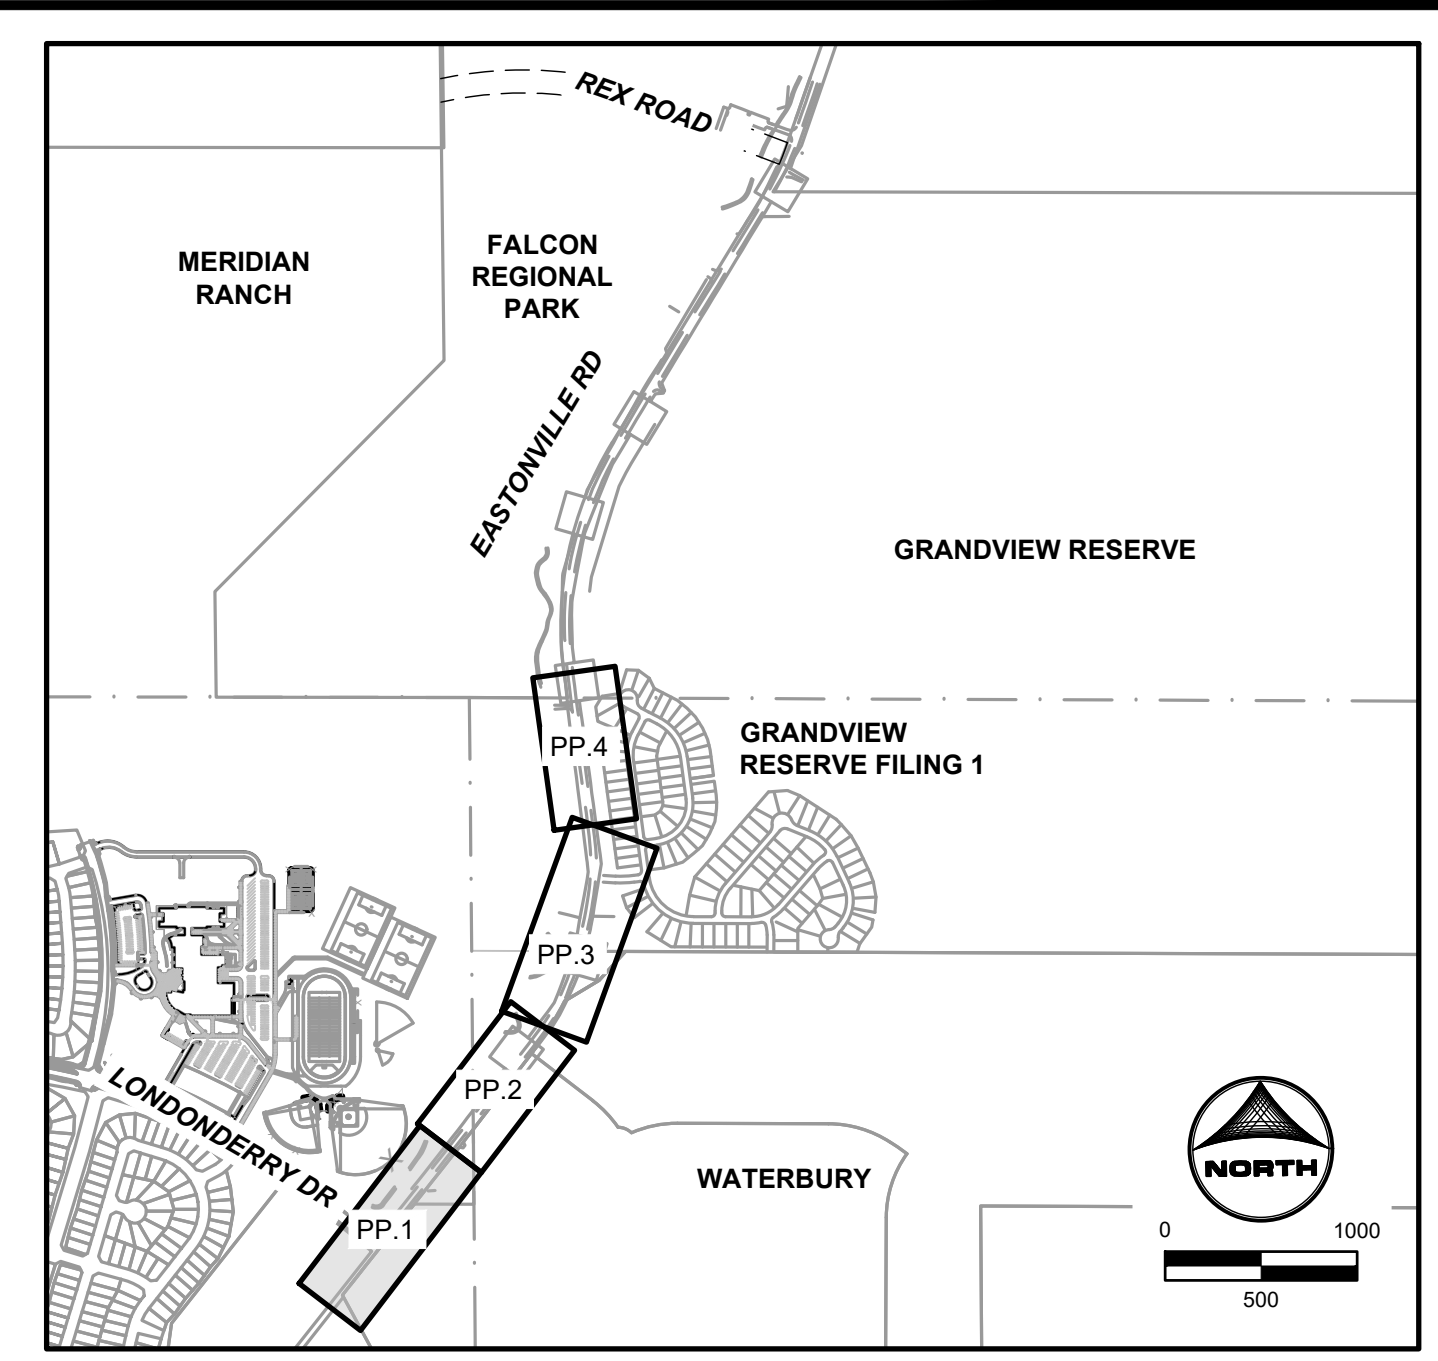 REX ROAD
MERIDIAN
RANCH
FALCON
REGIONAL
PARK
EASTONVILLE RD
GRANDVIEW RESERVE
GRANDVIEW
RESERVE FILING 1
PP.4
PP.3
PP.2
PP.1
LONDONDERRY DR
WATERBURY
NORTH
0 1000
500